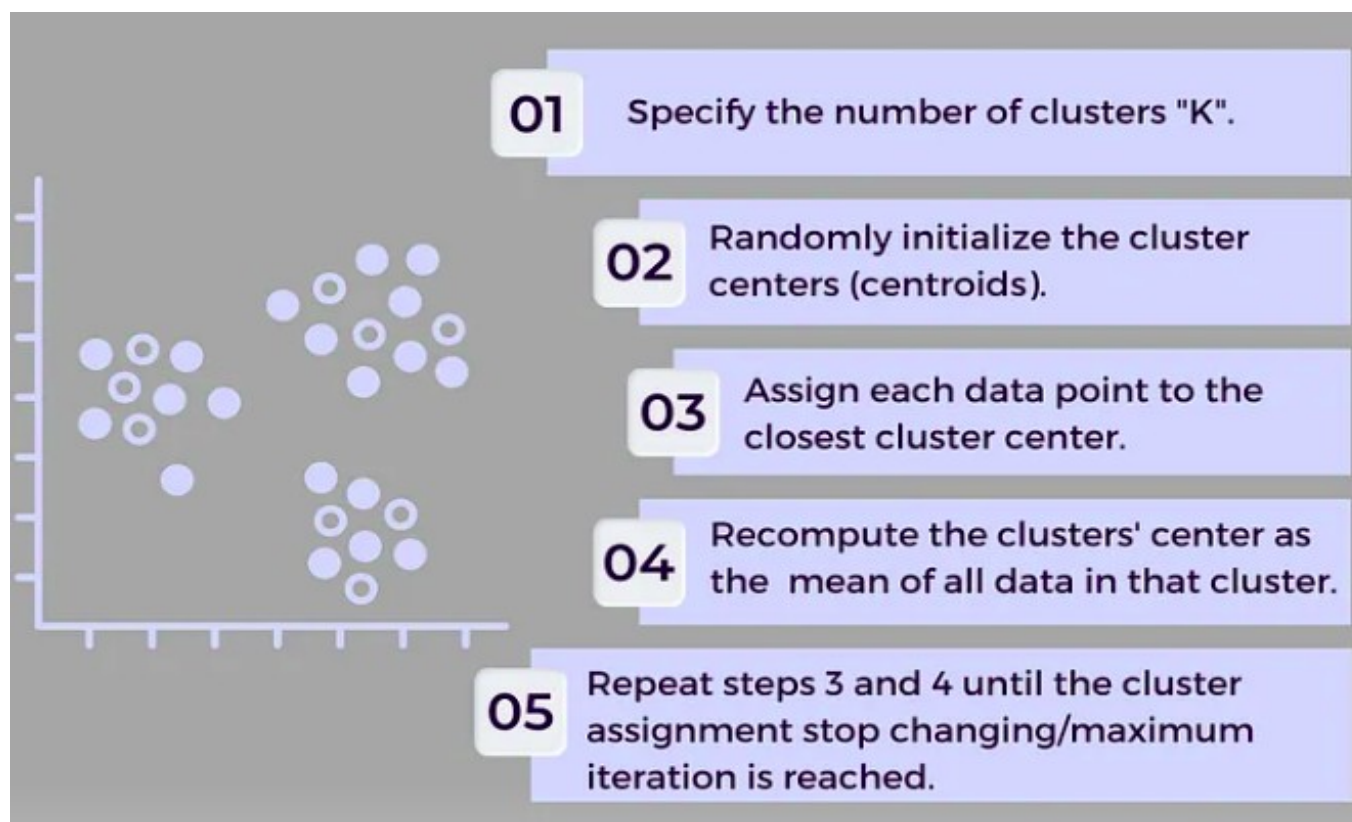 01
Specify the number of clusters "K".
02
Randomly initialize the cluster
centers (centroids).
03
Assign each data point to the
closest cluster center.
04
Recompute the clusters' center as
the  mean of all data in that cluster.
05
Repeat steps 3 and 4 until the cluster
assignment stop changing/maximum
iteration is reached.